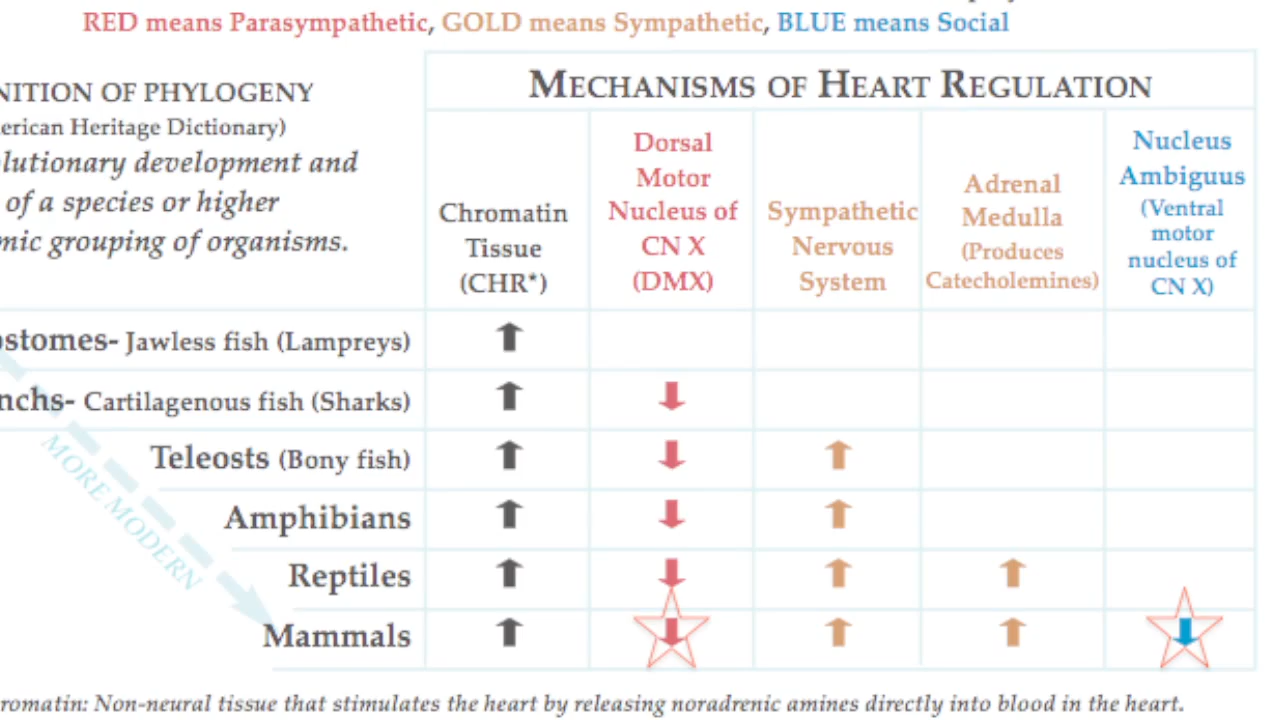 RED means Parasympathetic, GOLD means Sympathetic, BLUE means Social
NITION OF PHYLOGENY
erican Heritage Dictionary)
lutionary development and
of a species or higher
mic grouping of organisms.
MECHANISMS OF HEART REGULATION
Chromatin
Tissue
(CHR*)
Dorsal
Motor
Nucleus of
CN X
(DMX)
Sympathetic
Nervous
System
Adrenal
Medulla
(Produces
Catecholemines)
Nucleus
Ambiguus
(Ventral
motor
nucleus of
CN X)
ostomes- Jawless fish (Lampreys)
nchs- Cartilagenous fish (Sharks)
Teleosts (Bony fish)
Amphibians
Reptiles
Mammals
MORE MODERN
romatin: Non-neural tissue that stimulates the heart by releasing noradrenic amines directly into blood in the heart.